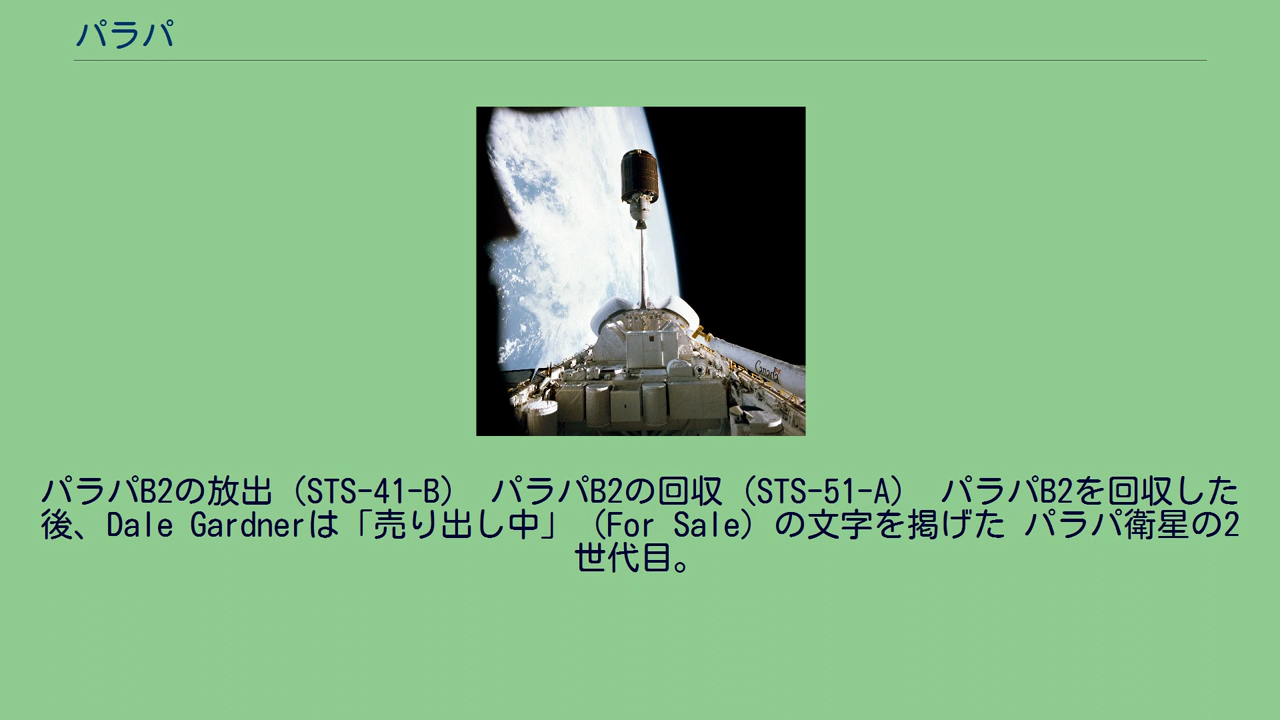 パラパ
Canada
パラパB2の放出（STS-41-B） パラパB2の回収（STS-51-A） パラパB2を回収した
後、Dale Gardnerは「売り出し中」（For Sale）の文字を掲げた パラパ衛星の2
世代目。